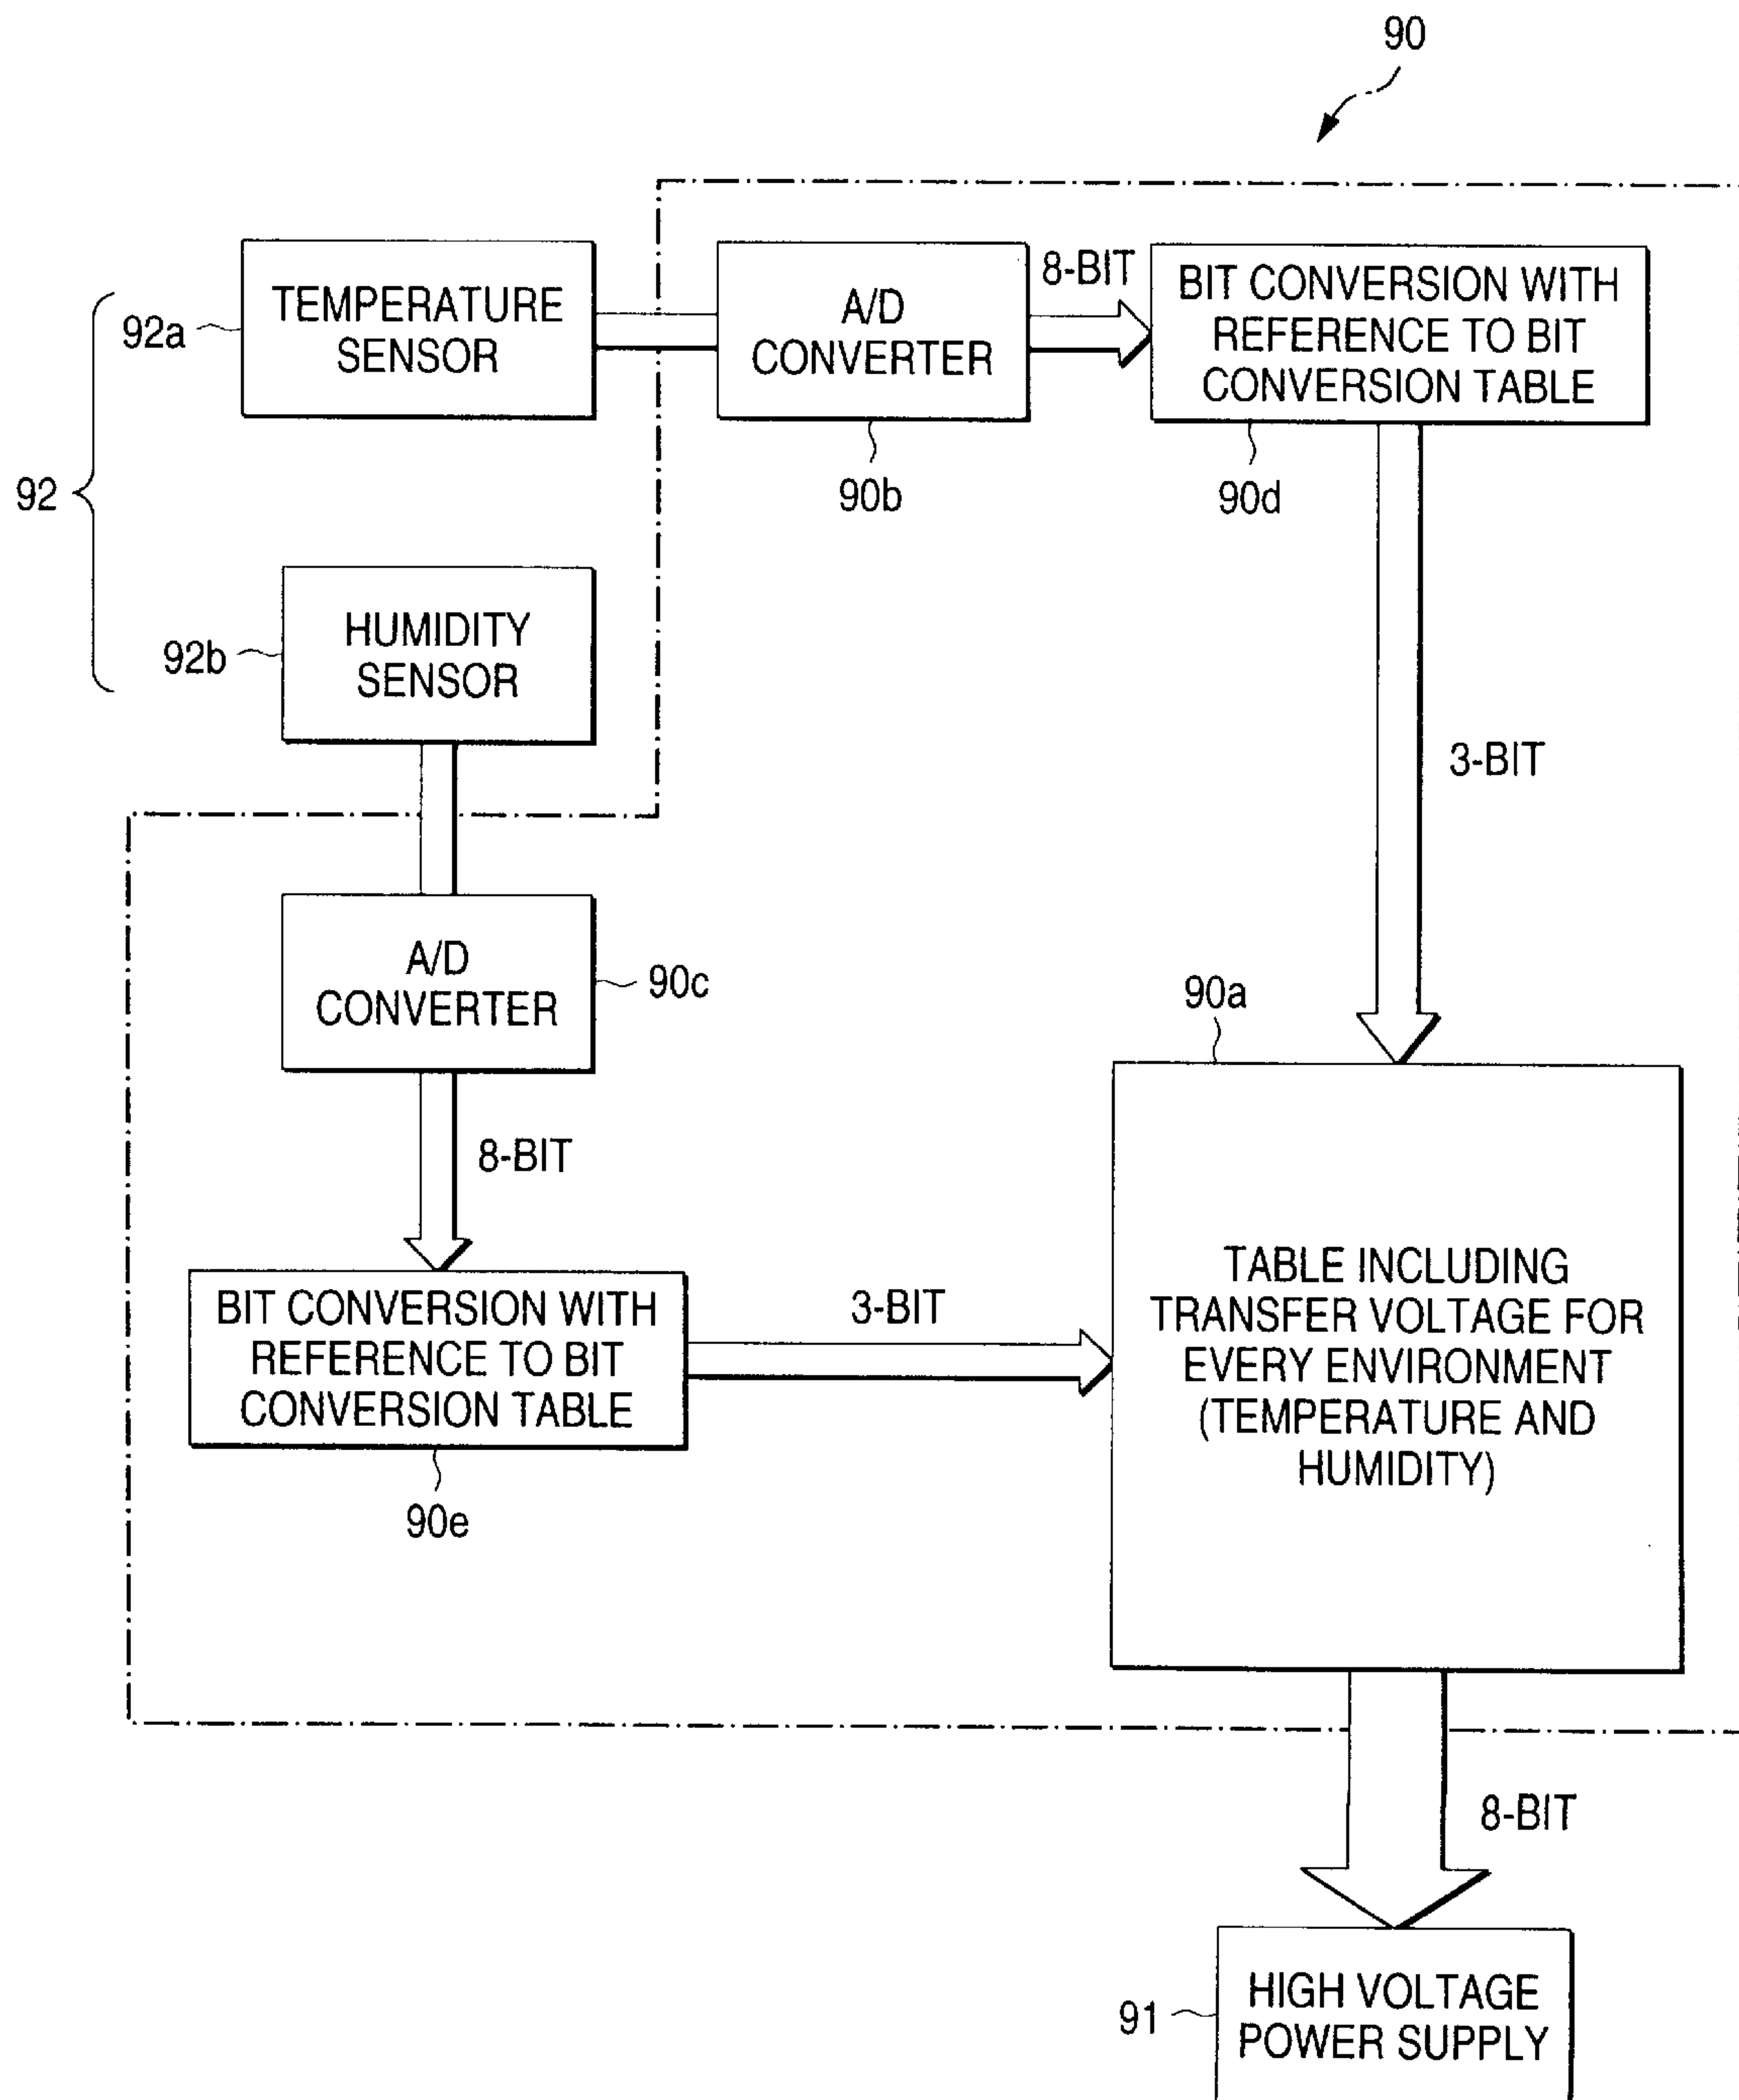 90
TEMPERATURE
SENSOR
92a
A/D
CONVERTER
90b
8-BIT
BIT CONVERSION WITH
REFERENCE TO BIT
CONVERSION TABLE
90d
92
HUMIDITY
SENSOR
92b
3-BIT
A/D
CONVERTER
90c
90a
8-BIT
BIT CONVERSION WITH
REFERENCE TO BIT
CONVERSION TABLE
90e
3-BIT
TABLE INCLUDING
TRANSFER VOLTAGE FOR
EVERY ENVIRONMENT
(TEMPERATURE AND
HUMIDITY)
8-BIT
91
HIGH VOLTAGE
POWER SUPPLY